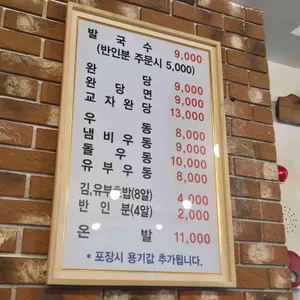 발 국 수 9,000
(반인분 주문시 5,000)
완 당 9,000
완 당 면 9,000
교 자 완 당 13,000
우 동 8,000
냄 비 우 동 9,000
돌 우 동 10,000
유 부 우 동 8,000
김,유부초밥(8알) 4,000
반 인 분(4알) 2,000
온 발 11,000
* 포장시 용기값 추가됩니다.